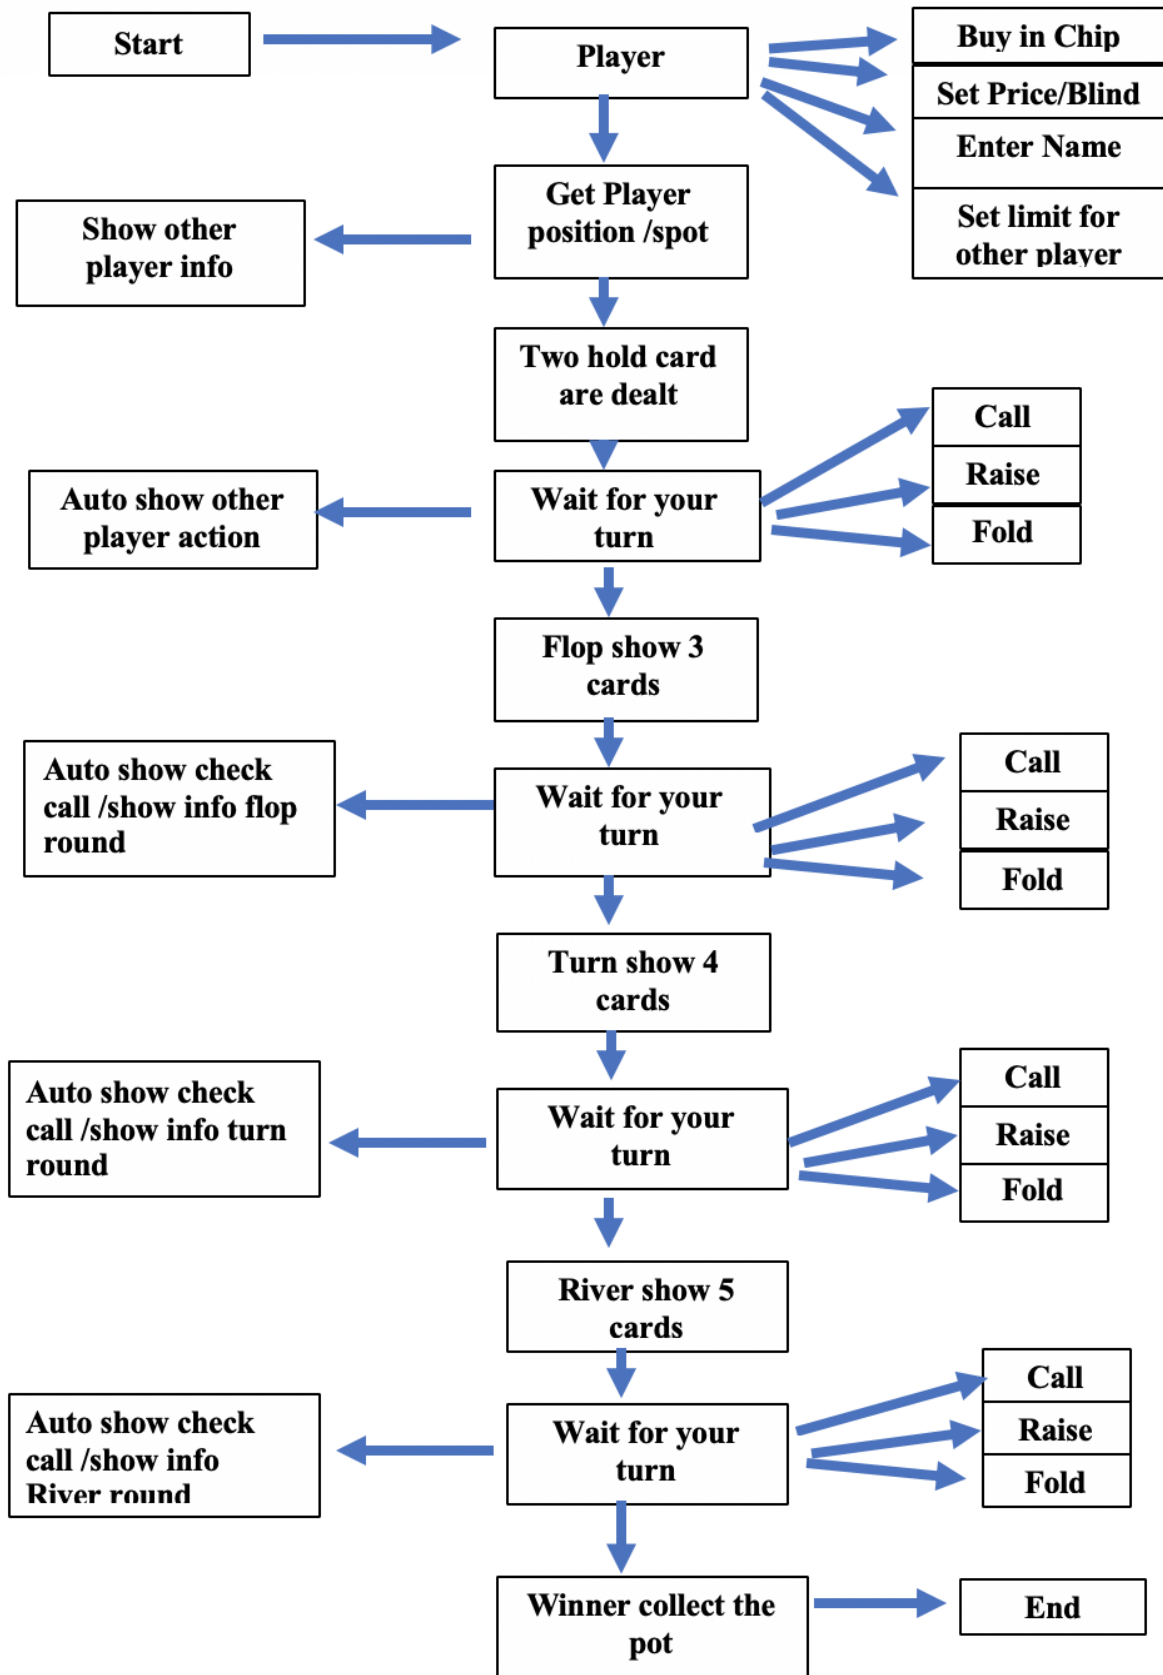 Start
Player
Buy in Chip
Set Price/Blind
Enter Name
Set limit for
other player
Get Player
position /spot
Show other
player info
Two hold card
are dealt
Wait for your
turn
Auto show other
player action
Call
Raise
Fold
Flop show 3
cards
Wait for your
turn
Auto show check
call /show info flop
round
Call
Raise
Fold
Turn show 4
cards
Wait for your
turn
Auto show check
call /show info turn
round
Call
Raise
Fold
River show 5
cards
Wait for your
turn
Auto show check
call /show info
River round
Call
Raise
Fold
Winner collect the
pot
End